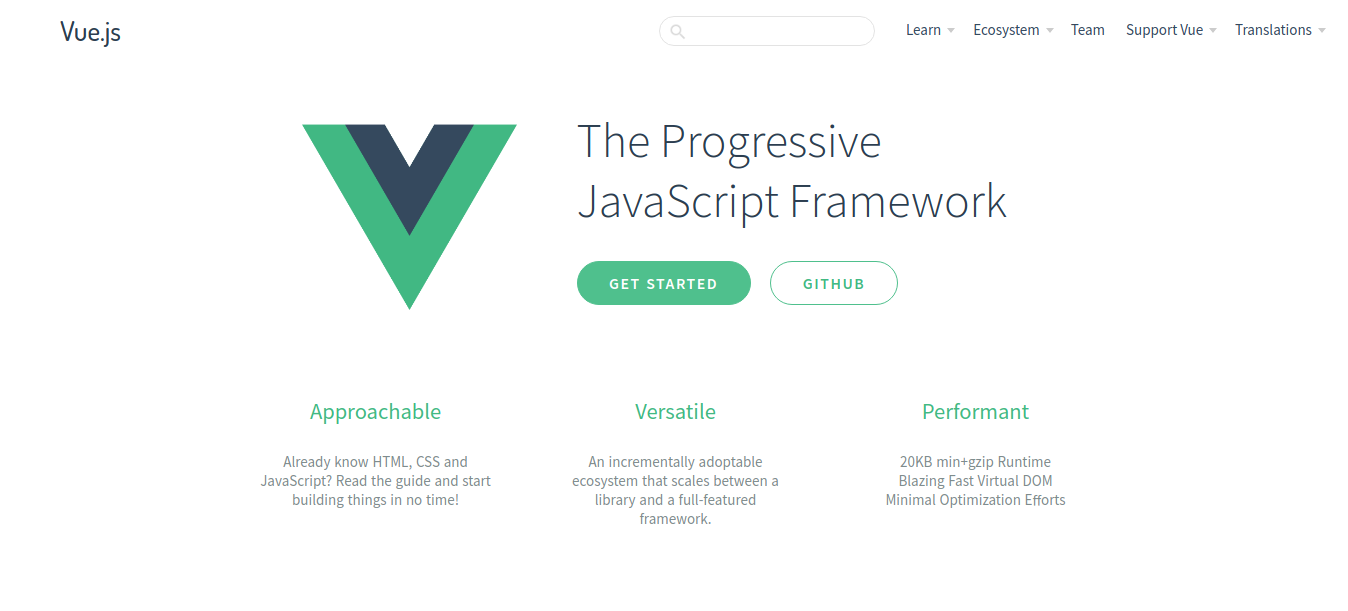 Vue.js
Learn
Ecosystem
Team
Support Vue
Translations
The Progressive
JavaScript Framework
GET STARTED
GITHUB
Approachable
Already know HTML, CSS and
JavaScript? Read the guide and start
building things in no time!
Versatile
An incrementally adoptable
ecosystem that scales between a
library and a full-featured
framework.
Performant
20KB min+gzip Runtime
Blazing Fast Virtual DOM
Minimal Optimization Efforts